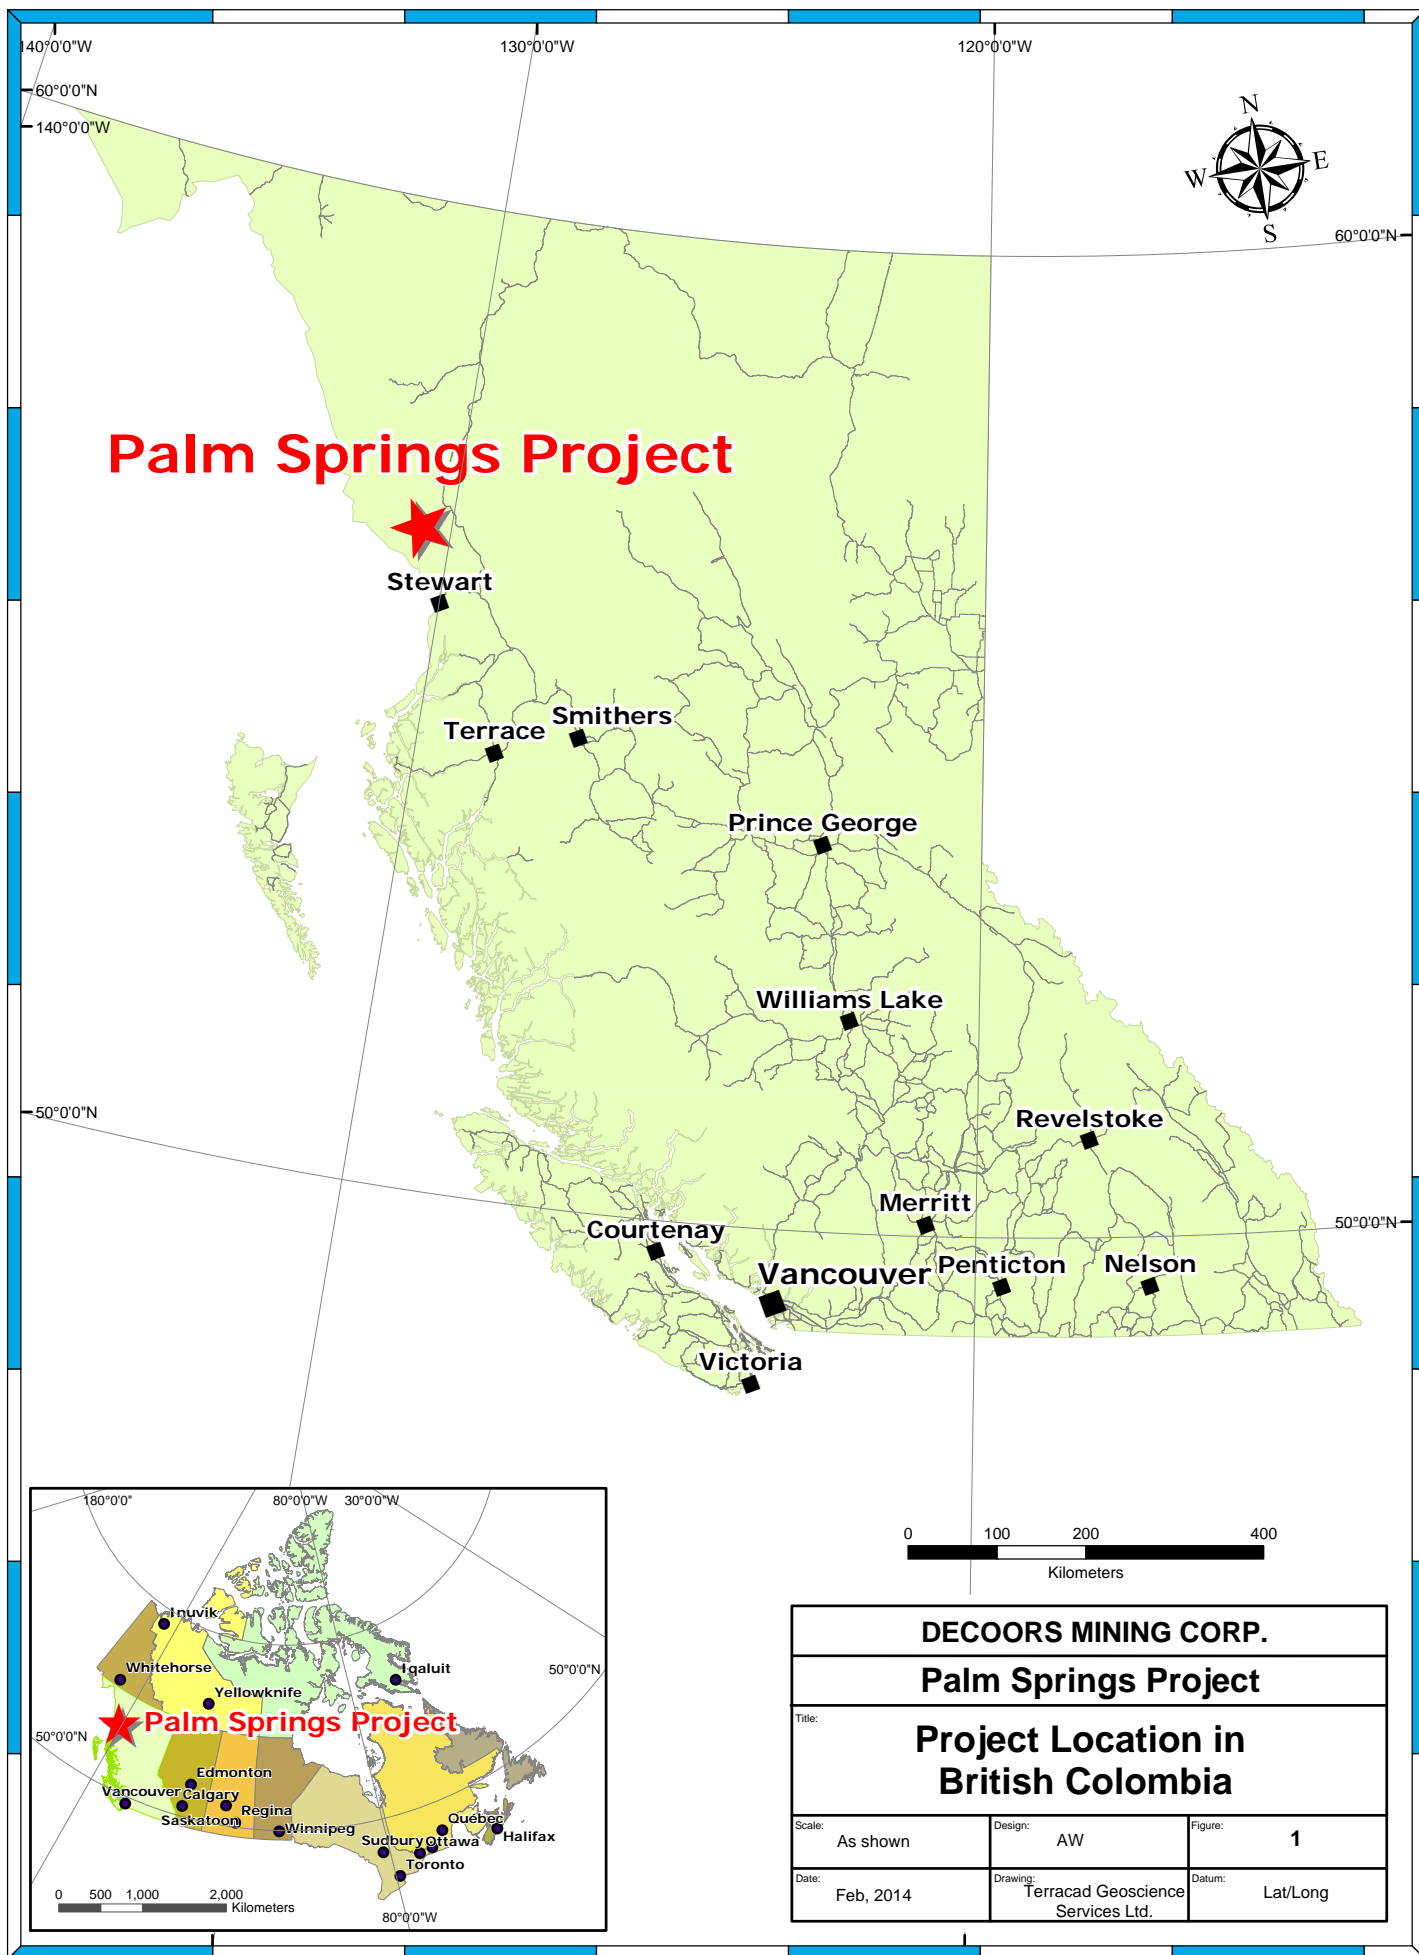 140°0'0"W
130°0'0"W
120°0'0"W
60°0'0"N
140°0'0"W
N
W
E
S
60°0'0"N
Palm Springs Project
Stewart
Terrace
Smithers
Prince George
Williams Lake
50°0'0"N
Revelstoke
Merritt
50°0'0"N
Courtenay
Vancouver
Penticton
Nelson
Victoria
180°0'0"
80°0'0"W
30°0'0"W
Inuvik
Whitehorse
Iqaluit
50°0'0"N
Yellowknife
Palm Springs Project
50°0'0"N
Edmonton
Vancouver
Calgary
Saskatoon
Regina
Winnipeg
Québec
Halifax
Sudbury
Ottawa
Toronto
0 500 1,000 2,000
Kilometers
80°0'0"W
0 100 200 400
Kilometers
DECOORS MINING CORP.
Palm Springs Project
Title:
Project Location in
British Colombia
Scale:
As shown
Design:
AW
Figure:
1
Date:
Feb, 2014
Drawing:
Terracad Geoscience
Services Ltd.
Datum:
Lat/Long